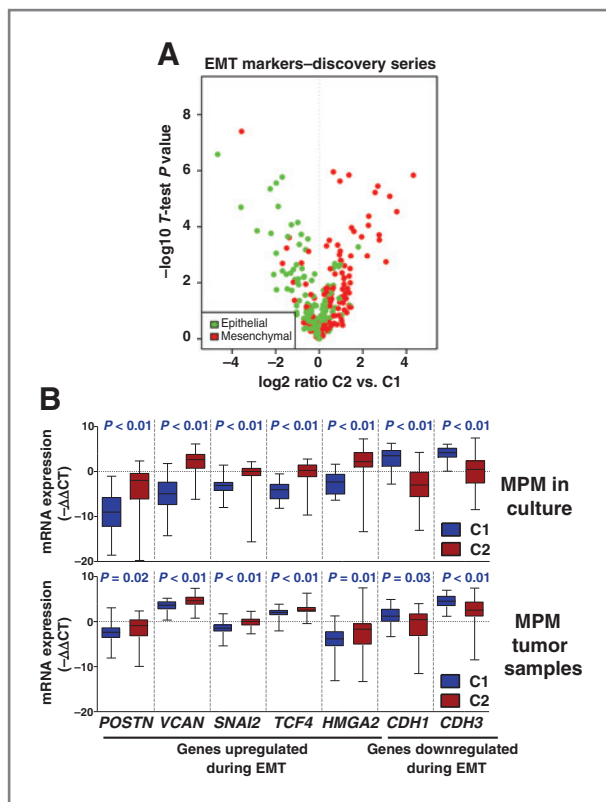 A
EMT markers–discovery series
–log10 T-test P value
8
6
4
2
0
Epithelial
Mesenchymal
–4 –2 0 2 4
log2 ratio C2 vs. C1
B
mRNA expression
(–ΔΔCT)
10
0
–10
–20
P < 0.01 P < 0.01 P < 0.01 P < 0.01 P < 0.01 P < 0.01 P < 0.01
C1
C2
MPM in
culture
mRNA expression
(–ΔΔCT)
10
0
–10
–20
P = 0.02 P < 0.01 P < 0.01 P < 0.01 P = 0.01 P = 0.03 P < 0.01
C1
C2
MPM
tumor
samples
POSTN VCAN SNAI2 TCF4 HMGA2 CDH1 CDH3
Genes upregulated
during EMT
Genes downregulated
during EMT